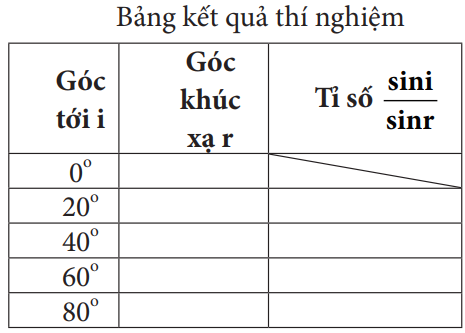 Bảng kết quả thí nghiệm
Góc
tới i
Góc
khúc
xạ r
Tỉ số sini/sinr
0°
20°
40°
60°
80°